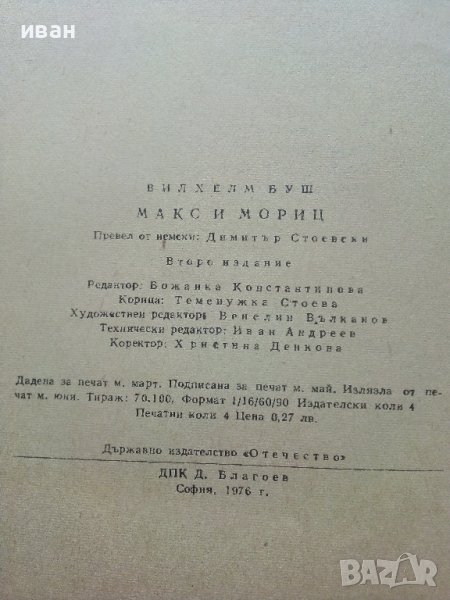 иван
ВИЛХЕЛМ БУШ
МАКС И МОРИЦ
Превел от немски: Димитър Стоевски
Второ издание
Редактор: Божанка Константинова
Корица: Теменужка Стоева
Художествен редактор: Венелин Вълканов
Технически редактор: Иван Андреев
Коректор: Христина Денкова
Дадена за печат м. март. Подписана за печат м. май. Излязла от пе-
чат м. юни. Тираж: 70.100, Формат 1/16/60/90 Издателски коли 4
Печатни коли 4 Цена 0,27 лв.
Държавно издателство «Отечество»
ДПК Д. Благоев
София, 1976 г.
BAZAR.bg